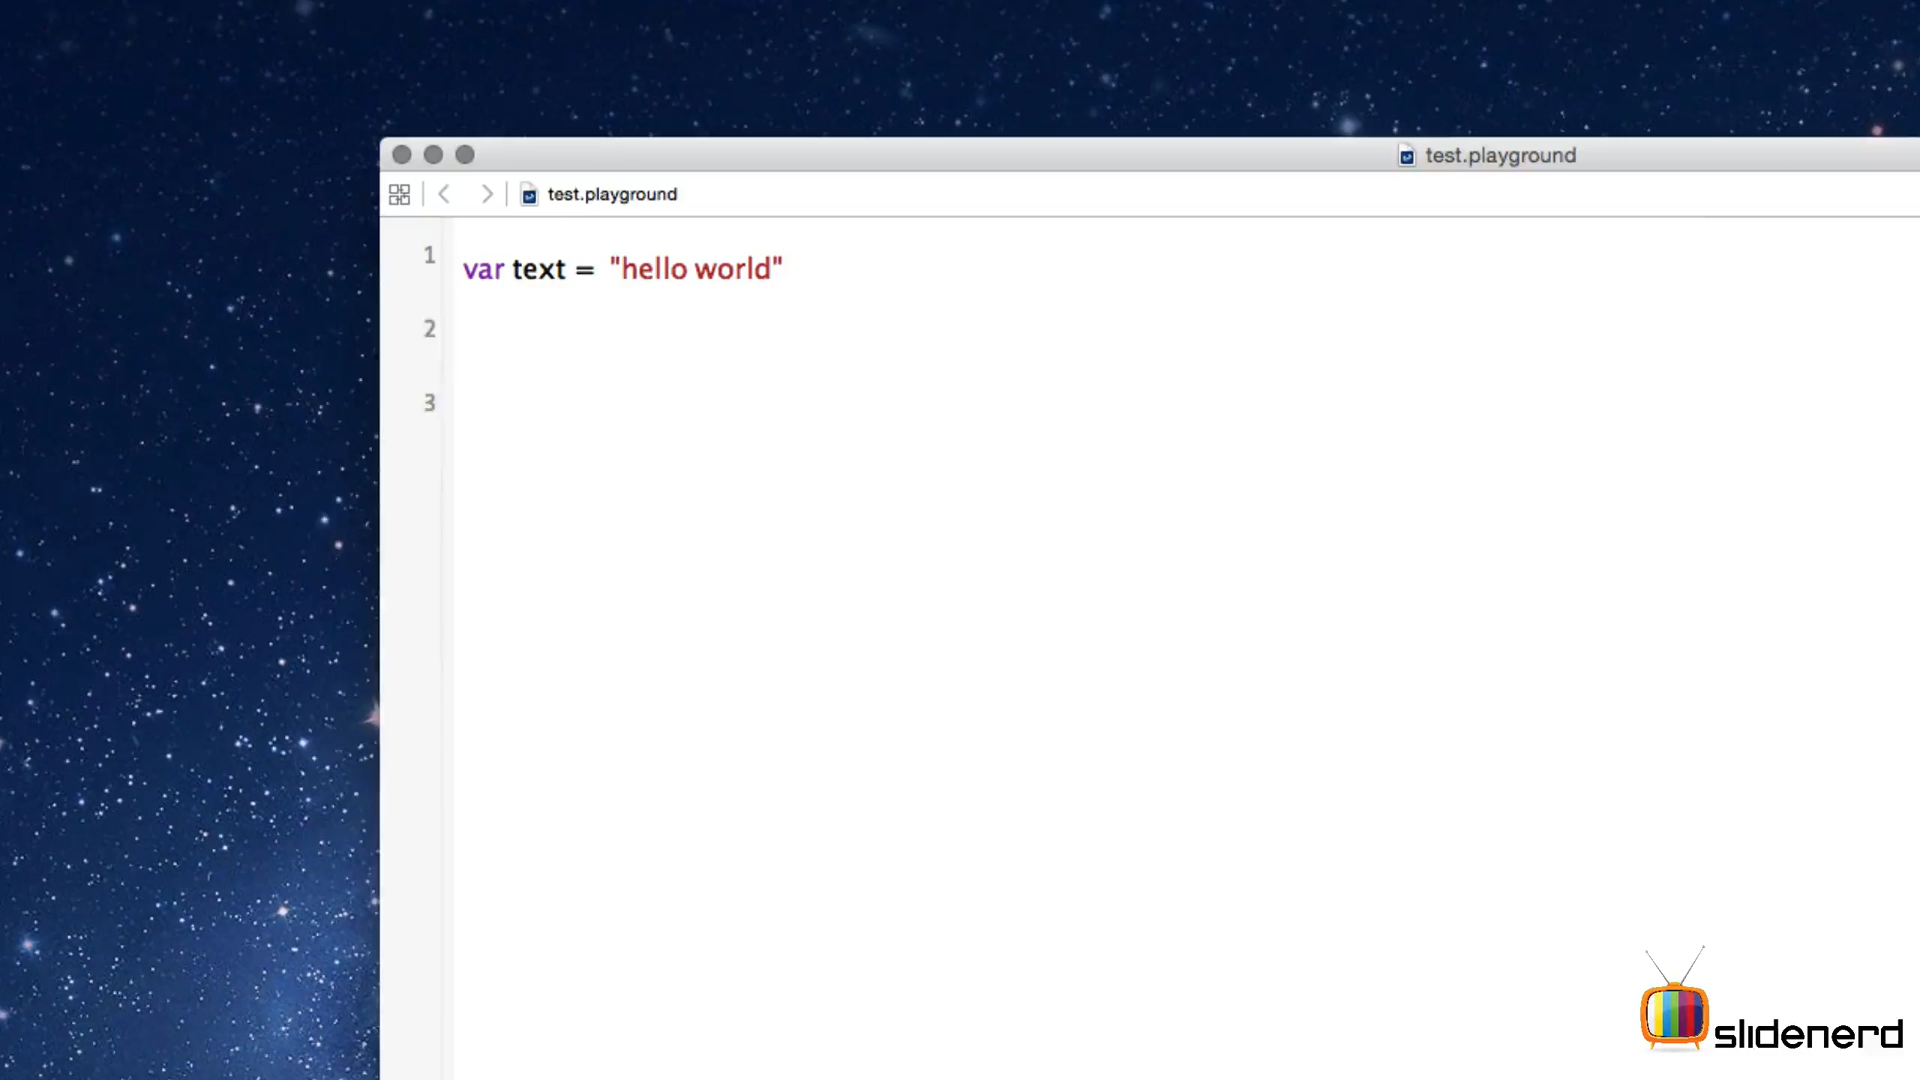 test.playground
test.playground
1 var text = "hello world"
2
3
slidenerd